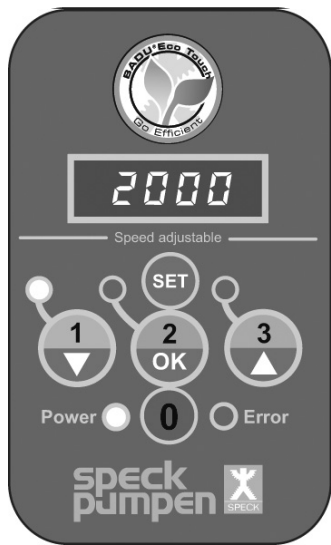 BADU®Eco Touch
Go Efficient
2000
Speed adjustable
SET
1
2
3
OK
Power
0
Error
speck
pumpen
SPECK